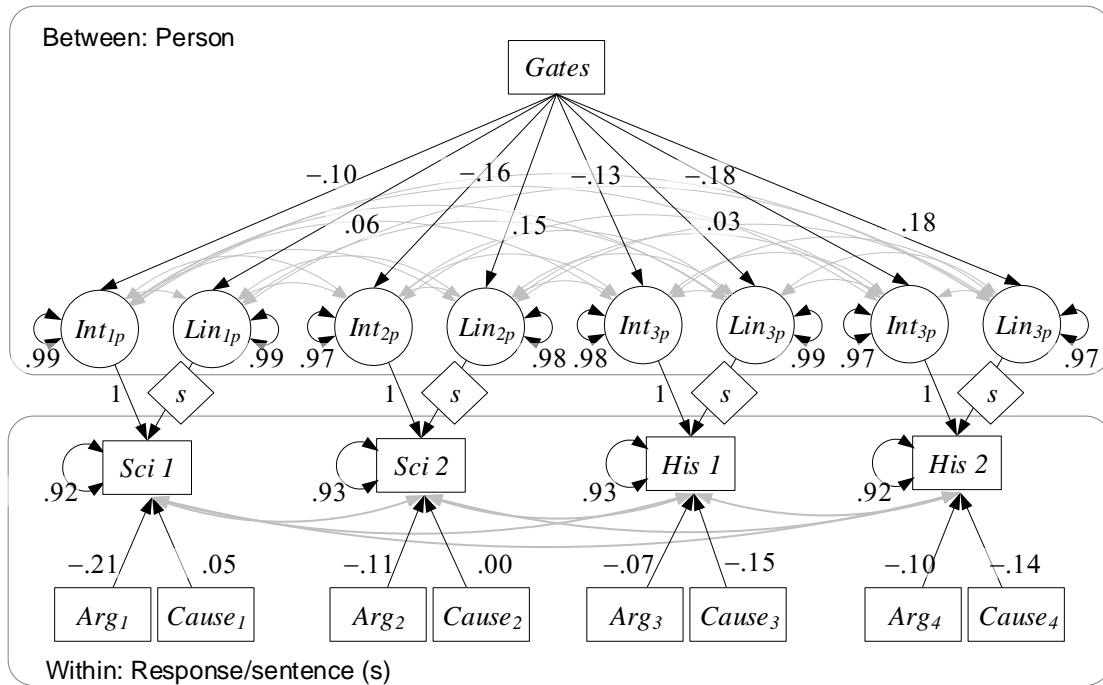 Between: Person
Gates
−.10 −.16 −.13 −.18
.06 .15 .03 .18
Int1p Lin1p Int2p Lin2p Int3p Lin3p Int3p Lin3p
.99 .99 .97 .98 .98 .99 .97 .97
1 s 1 s 1 s 1 s
Sci 1 Sci 2 His 1 His 2
.92 .93 .93 .92
−.21 .05 −.11 .00 −.07 −.15 −.10 −.14
Arg1 Cause1 Arg2 Cause2 Arg3 Cause3 Arg4 Cause4
Within: Response/sentence (s)